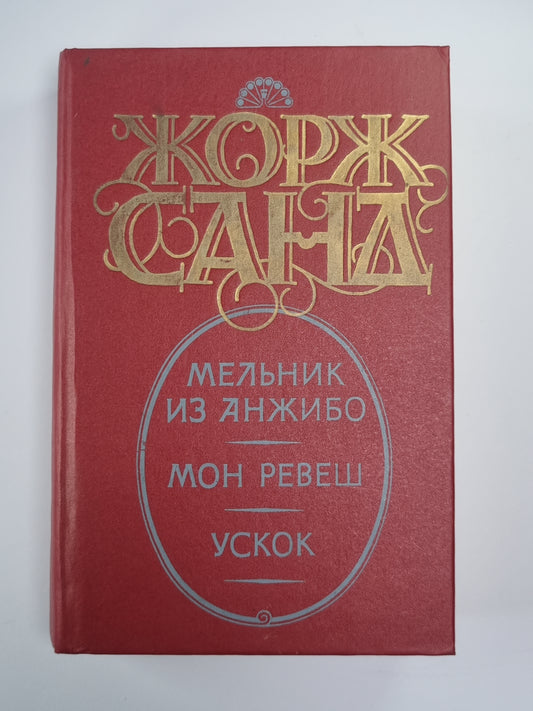 ЖОРЖ
САНД
МЕЛЬНИК
ИЗ АНЖИБО
МОН РЕВЕШ
УСКОК